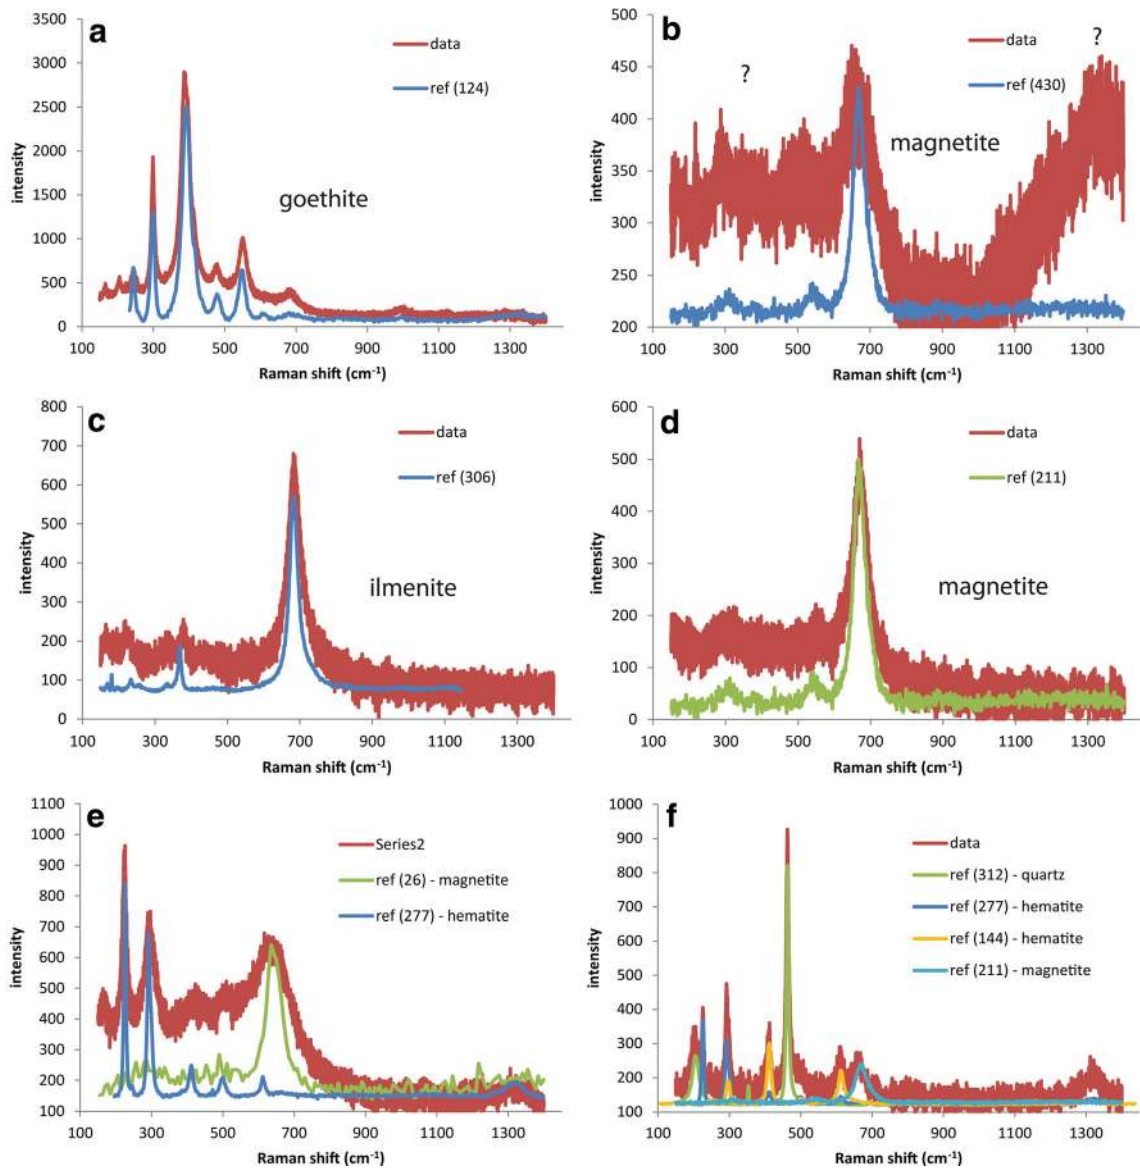 a
3500
3000
2500
2000
1500
1000
500
0
intensity
data
ref (124)
goethite
100 300 500 700 900 1100 1300
Raman shift (cm-1)
b
500
450
400
350
300
250
200
intensity
?
?
data
ref (430)
magnetite
100 300 500 700 900 1100 1300
Raman shift (cm-1)
c
800
700
600
500
400
300
200
100
0
intensity
data
ref (306)
ilmenite
100 300 500 700 900 1100 1300
Raman shift (cm-1)
d
600
500
400
300
200
100
0
intensity
data
ref (211)
magnetite
100 300 500 700 900 1100 1300
Raman shift (cm-1)
e
1100
1000
900
800
700
600
500
400
300
200
100
intensity
Series2
ref (26) - magnetite
ref (277) - hematite
100 300 500 700 900 1100 1300
Raman shift (cm-1)
f
1000
900
800
700
600
500
400
300
200
100
intensity
data
ref (312) - quartz
ref (277) - hematite
ref (144) - hematite
ref (211) - magnetite
100 300 500 700 900 1100 1300
Raman shift (cm-1)